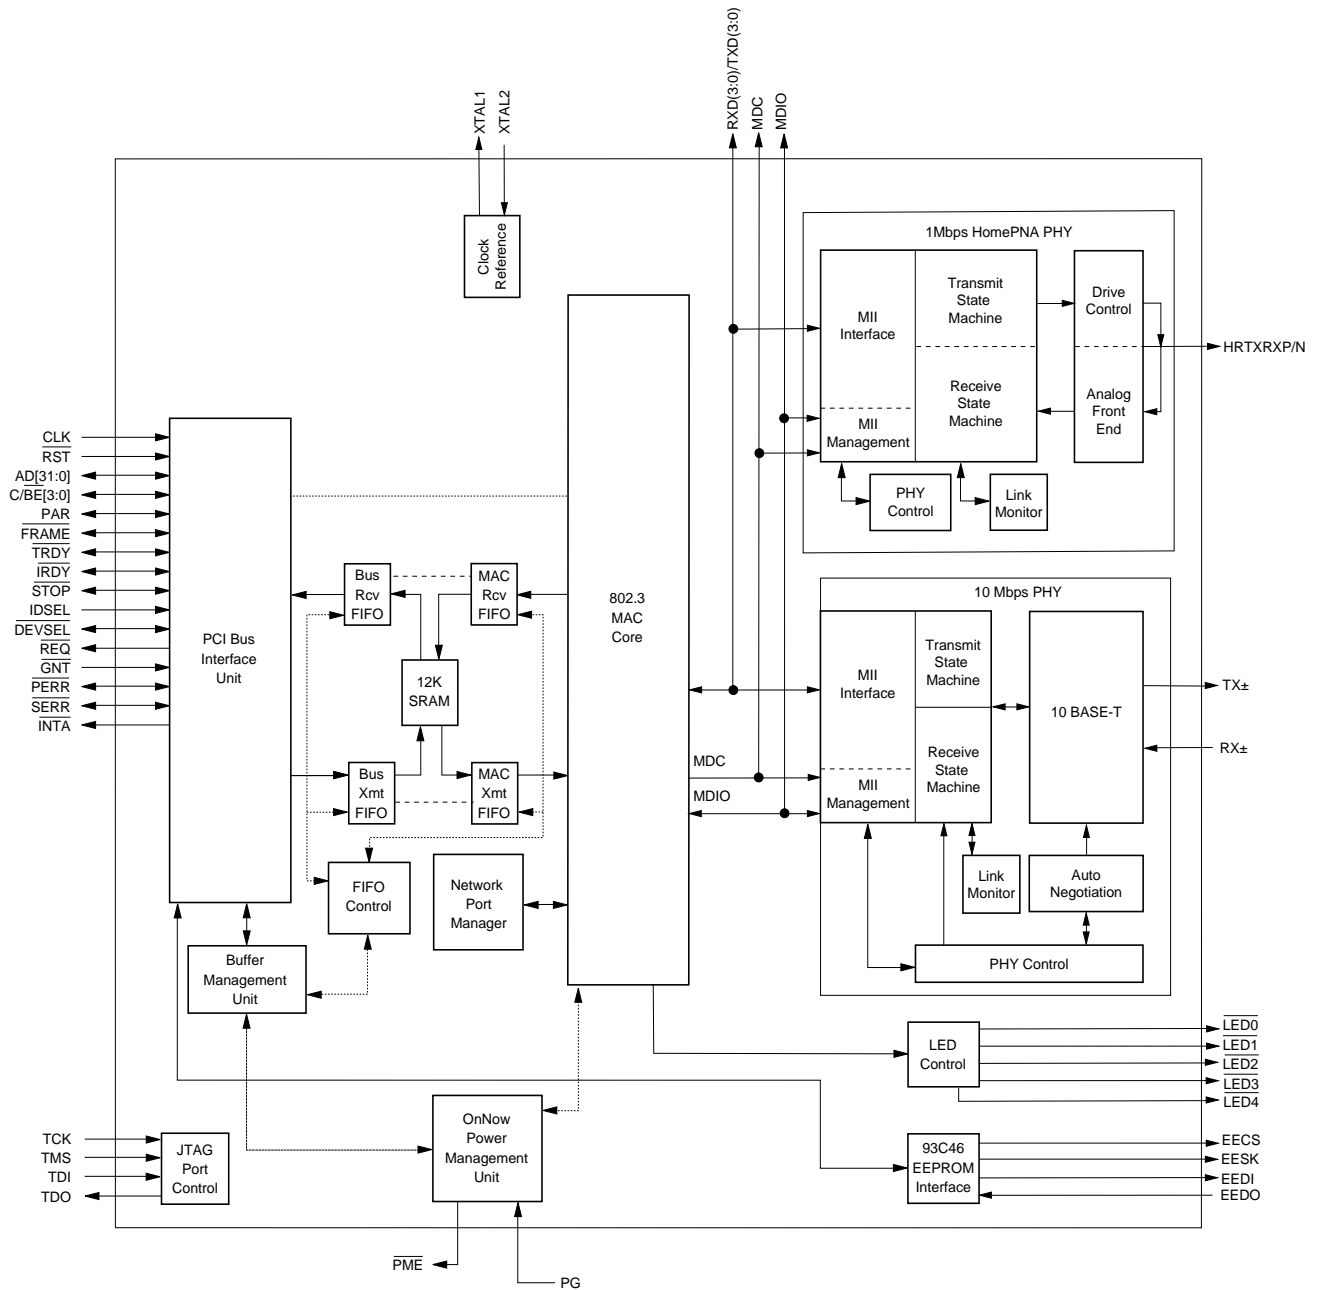 RXD(3:0)/TXD(3:0)
MDC
MDIO
XTAL1
XTAL2
Clock
Reference
1Mbps HomePNA PHY
MII
Interface
Transmit
State
Machine
Drive
Control
HRTXRXP/N
Receive
State
Machine
Analog
Front
End
MII
Management
PHY
Control
Link
Monitor
CLK
RST
AD[31:0]
C/BE[3:0]
PAR
FRAME
TRDY
IRDY
STOP
IDSEL
DEVSEL
REQ
GNT
PERR
SERR
INTA
PCI Bus
Interface
Unit
Bus
Rcv
FIFO
MAC
Rcv
FIFO
12K
SRAM
Bus
Xmt
FIFO
MAC
Xmt
FIFO
802.3
MAC
Core
MDC
MDIO
FIFO
Control
Network
Port
Manager
Buffer
Management
Unit
10 Mbps PHY
MII
Interface
Transmit
State
Machine
10 BASE-T
TX±
RX±
Receive
State
Machine
MII
Management
Link
Monitor
Auto
Negotiation
PHY Control
LED
Control
LED0
LED1
LED2
LED3
LED4
93C46
EEPROM
Interface
EECS
EESK
EEDI
EEDO
OnNow
Power
Management
Unit
TCK
TMS
TDI
TDO
JTAG
Port
Control
PME
PG